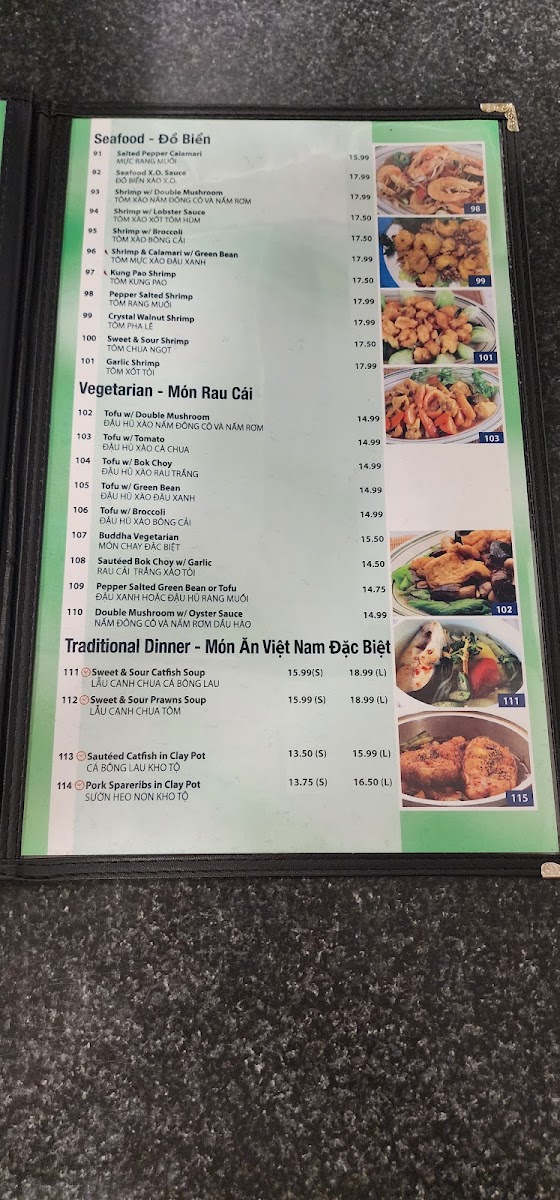 Seafood - Đồ Biển
91 Salted Pepper Calamari 15.99
MỰC RANG MUỐI
92 Seafood X.O. Sauce 17.99
ĐỒ BIỂN XÀO X.O.
93 Shrimp w/ Double Mushroom 17.99
TÔM XÀO NẤM ĐÔNG CÔ VÀ NẤM RƠM
94 Shrimp w/ Lobster Sauce 17.50
TÔM XÀO XỐT TÔM HÙM
95 Shrimp w/ Broccoli 17.50
TÔM XÀO BÔNG CẢI
96 Shrimp & Calamari w/ Green Bean 17.99
TÔM MỰC XÀO ĐẬU XANH
97 Kung Pao Shrimp 17.50
TÔM KUNG PAO
98 Pepper Salted Shrimp 17.99
TÔM RANG MUỐI
99 Crystal Walnut Shrimp 17.99
TÔM PHA LÊ
100 Sweet & Sour Shrimp 17.50
TÔM CHUA NGỌT
101 Garlic Shrimp 17.99
TÔM XỐT TỎI
98
99
101
103
Vegetarian - Món Rau Cải
102 Tofu w/ Double Mushroom 14.99
ĐẬU HŨ XÀO NẤM ĐÔNG CÔ VÀ NẤM RƠM
103 Tofu w/ Tomato 14.99
ĐẬU HŨ XÀO CÀ CHUA
104 Tofu w/ Bok Choy 14.99
ĐẬU HŨ XÀO RAU TRẮNG
105 Tofu w/ Green Bean 14.99
ĐẬU HŨ XÀO ĐẬU XANH
106 Tofu w/ Broccoli 14.99
ĐẬU HŨ XÀO BÔNG CẢI
107 Buddha Vegetarian 15.50
MÓN CHAY ĐẶC BIỆT
108 Sautéed Bok Choy w/ Garlic 14.50
RAU CẢI TRẮNG XÀO TỎI
109 Pepper Salted Green Bean or Tofu 14.75
ĐẬU XANH HOẶC ĐẬU HŨ RANG MUỐI
110 Double Mushroom w/ Oyster Sauce 14.99
NẤM ĐÔNG CÔ VÀ NẤM RƠM DẦU HÀO
102
Traditional Dinner - Món Ăn Việt Nam Đặc Biệt
111 Sweet & Sour Catfish Soup 15.99(S) 18.99 (L)
LẨU CANH CHUA CÁ BÔNG LAU
112 Sweet & Sour Prawns Soup 15.99 (S) 18.99 (L)
LẨU CANH CHUA TÔM
113 Sautéed Catfish in Clay Pot 13.50 (S) 15.99 (L)
CÁ BÔNG LAU KHO TỘ
114 Pork Spareribs in Clay Pot 13.75 (S) 16.50 (L)
SƯỜN HEO NON KHO TỘ
111
115